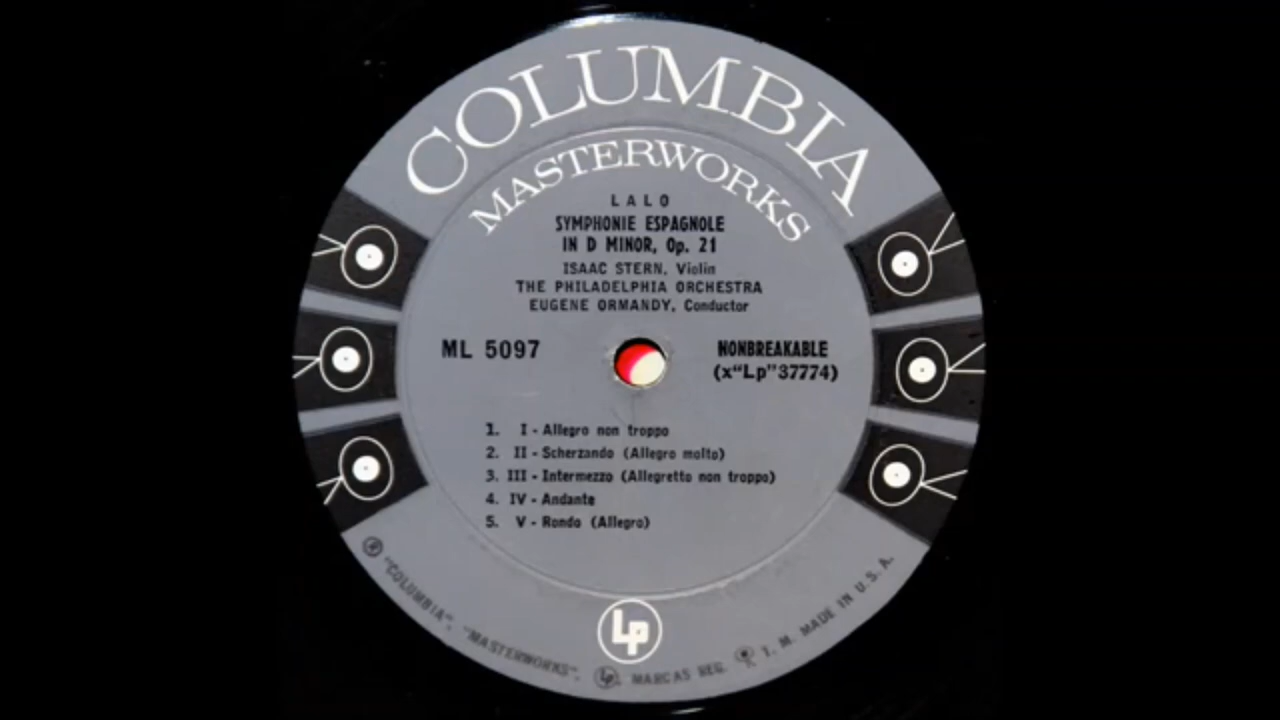 COLUMBIA
MASTERWORKS
LALO
SYMPHONIE ESPAGNOLE
IN D MINOR, Op. 21
ISAAC STERN, Violin
THE PHILADELPHIA ORCHESTRA
EUGENE ORMANDY, Conductor
ML 5097
NONBREAKABLE
(x“Lp”37774)
1. I - Allegro non troppo
2. II - Scherzando (Allegro molto)
3. III - Intermezzo (Allegretto non troppo)
4. IV - Andante
5. V - Rondo (Allegro)
Lp
Ⓟ "COLUMBIA", "MASTERWORKS", Lp, MARCAS REG. T. M. MADE IN U.S.A.